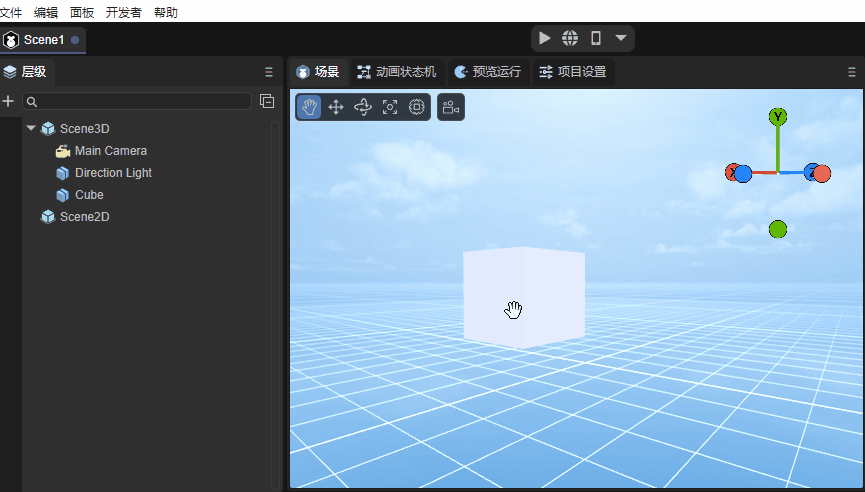 文件 编辑 面板 开发者 帮助
Scene1
层级
场景 动画状态机 预览运行 项目设置
Scene3D
Main Camera
Direction Light
Cube
Scene2D
Y
X Z